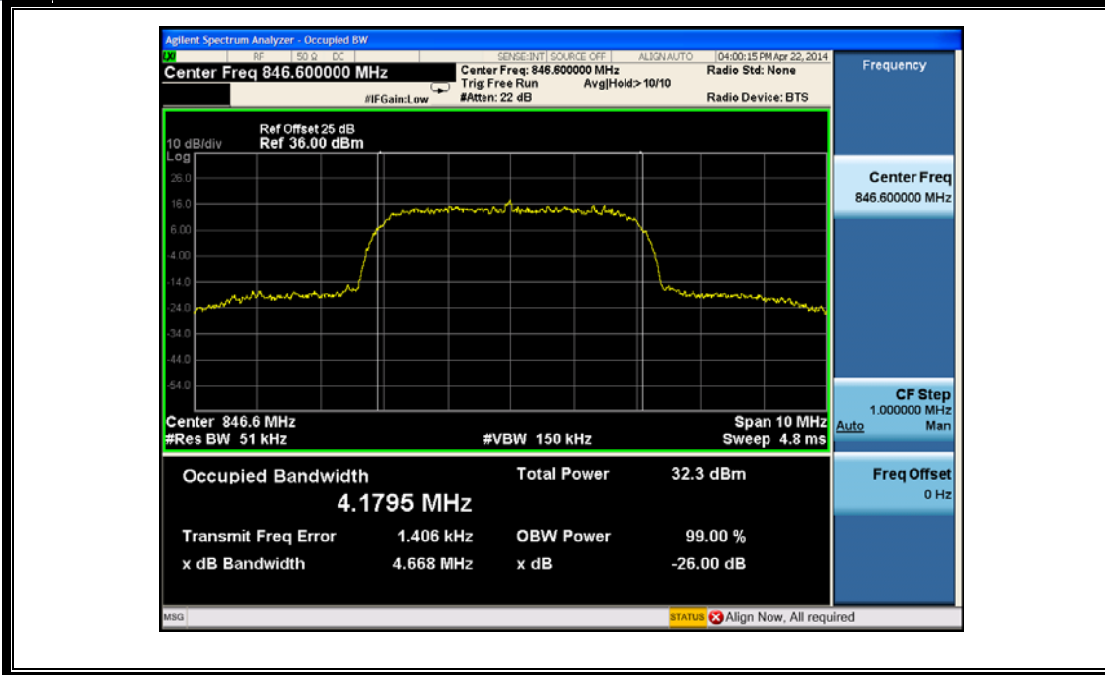 Agilent Spectrum Analyzer - Occupied BW
LXI RF 50 Ω DC SENSE:INT SOURCE OFF ALIGN AUTO 04:00:15 PM Apr 22, 2014
Center Freq 846.600000 MHz
Center Freq: 846.600000 MHz
Radio Std: None
Trig: Free Run Avg|Hold:> 10/10
#IFGain:Low
#Atten: 22 dB
Radio Device: BTS
Ref Offset 25 dB
10 dB/div Ref 36.00 dBm
Log
26.0
16.0
6.00
-4.00
-14.0
-24.0
-34.0
-44.0
-54.0
Center 846.6 MHz Span 10 MHz
#Res BW 51 kHz #VBW 150 kHz Sweep 4.8 ms
Occupied Bandwidth Total Power 32.3 dBm
4.1795 MHz
Transmit Freq Error 1.406 kHz OBW Power 99.00 %
x dB Bandwidth 4.668 MHz x dB -26.00 dB
MSG STATUS Align Now, All required
Frequency
Center Freq
846.600000 MHz
CF Step
1.000000 MHz
Auto Man
Freq Offset
0 Hz